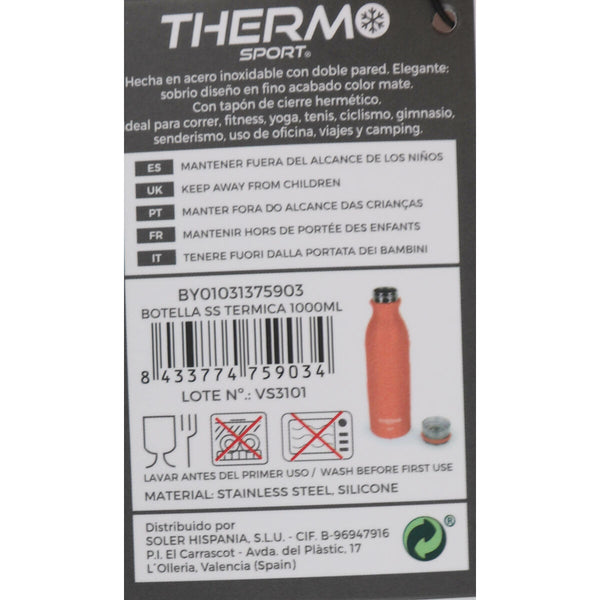 THERMO
SPORT®
Hecha en acero inoxidable con doble pared. Elegante:
sobrio diseño en fino acabado color mate.
Con tapón de cierre hermético.
Ideal para correr, fitness, yoga, tenis, ciclismo, gimnasio,
senderismo, uso de oficina, viajes y camping.
ES MANTENER FUERA DEL ALCANCE DE LOS NIÑOS
UK KEEP AWAY FROM CHILDREN
PT MANTER FORA DO ALCANCE DAS CRIANÇAS
FR MANTENIR HORS DE PORTÉE DES ENFANTS
IT TENERE FUORI DALLA PORTATA DEI BAMBINI
BY01031375903
BOTELLA SS TERMICA 1000ML
8 433774 759034
LOTE Nº.: VS3101
LAVAR ANTES DEL PRIMER USO / WASH BEFORE FIRST USE
MATERIAL: STAINLESS STEEL, SILICONE
Distribuido por
SOLER HISPANIA, S.L.U. - CIF. B-96947916
P.I. El Carrascot - Avda. del Plàstic, 17
L'Olleria, Valencia (Spain)
®